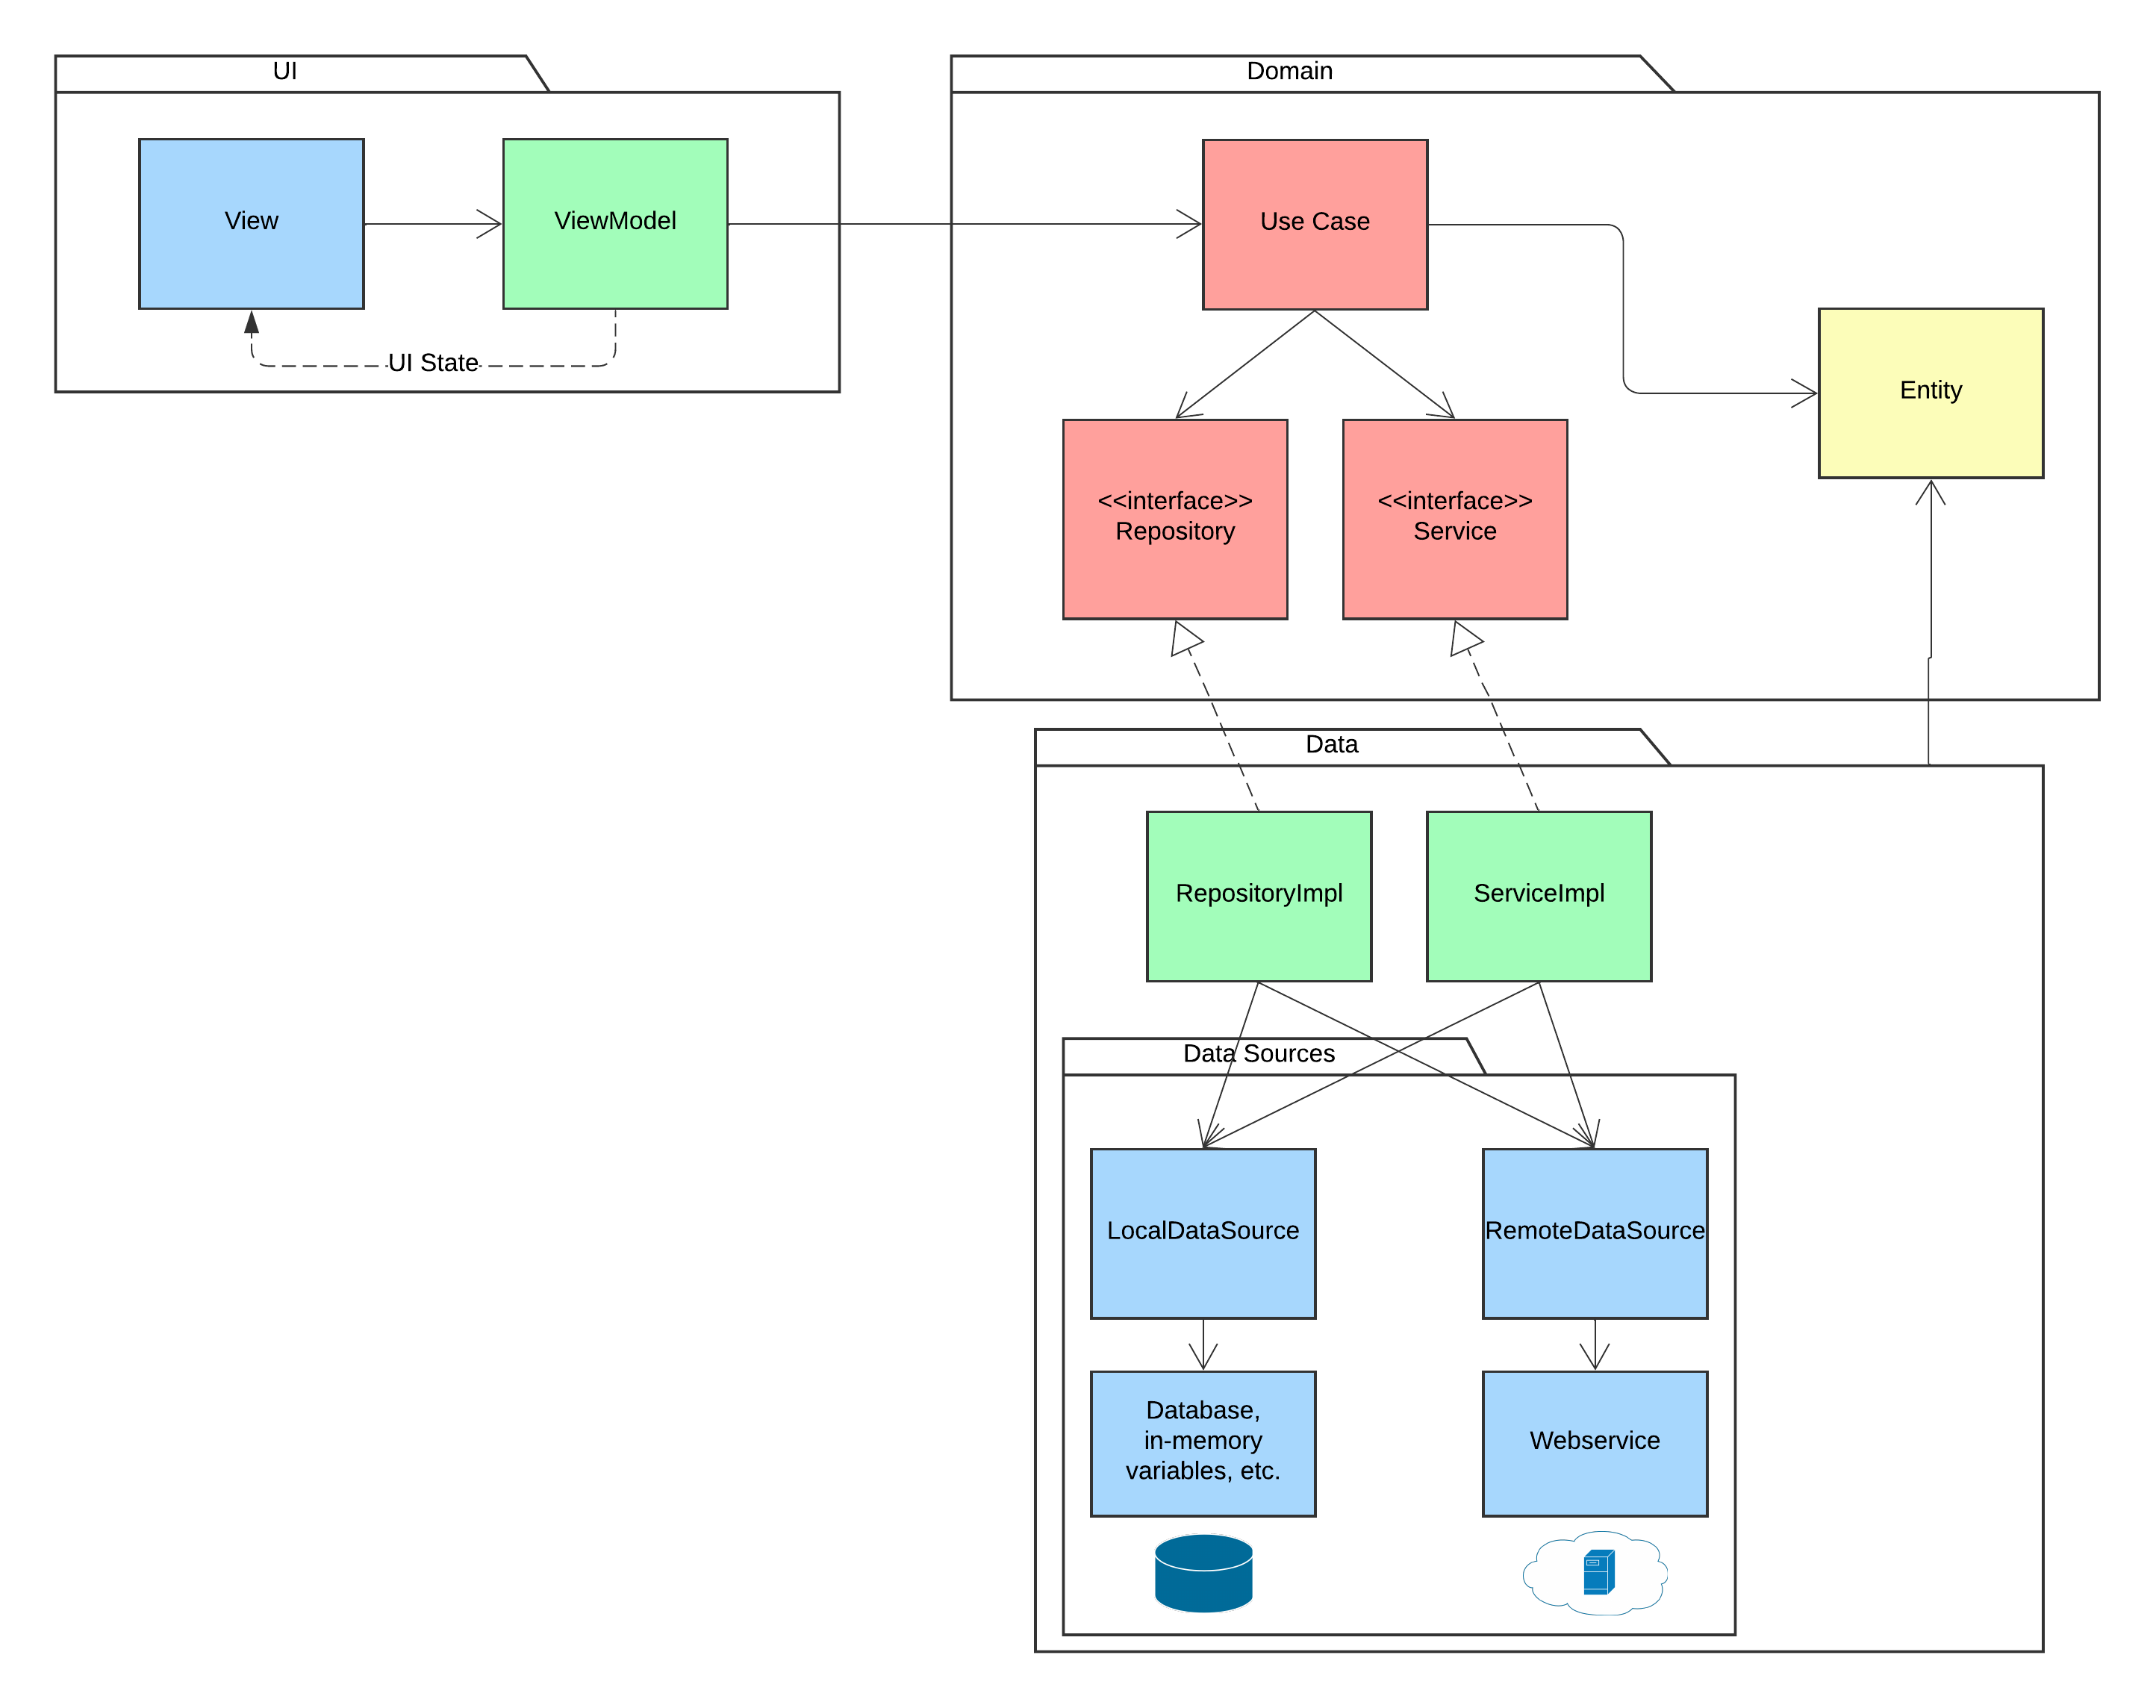 UI
View
ViewModel
UI State
Domain
Use Case
Entity
<<interface>>
Repository
<<interface>>
Service
Data
RepositoryImpl
ServiceImpl
Data Sources
LocalDataSource
RemoteDataSource
Database,
in-memory
variables, etc.
Webservice